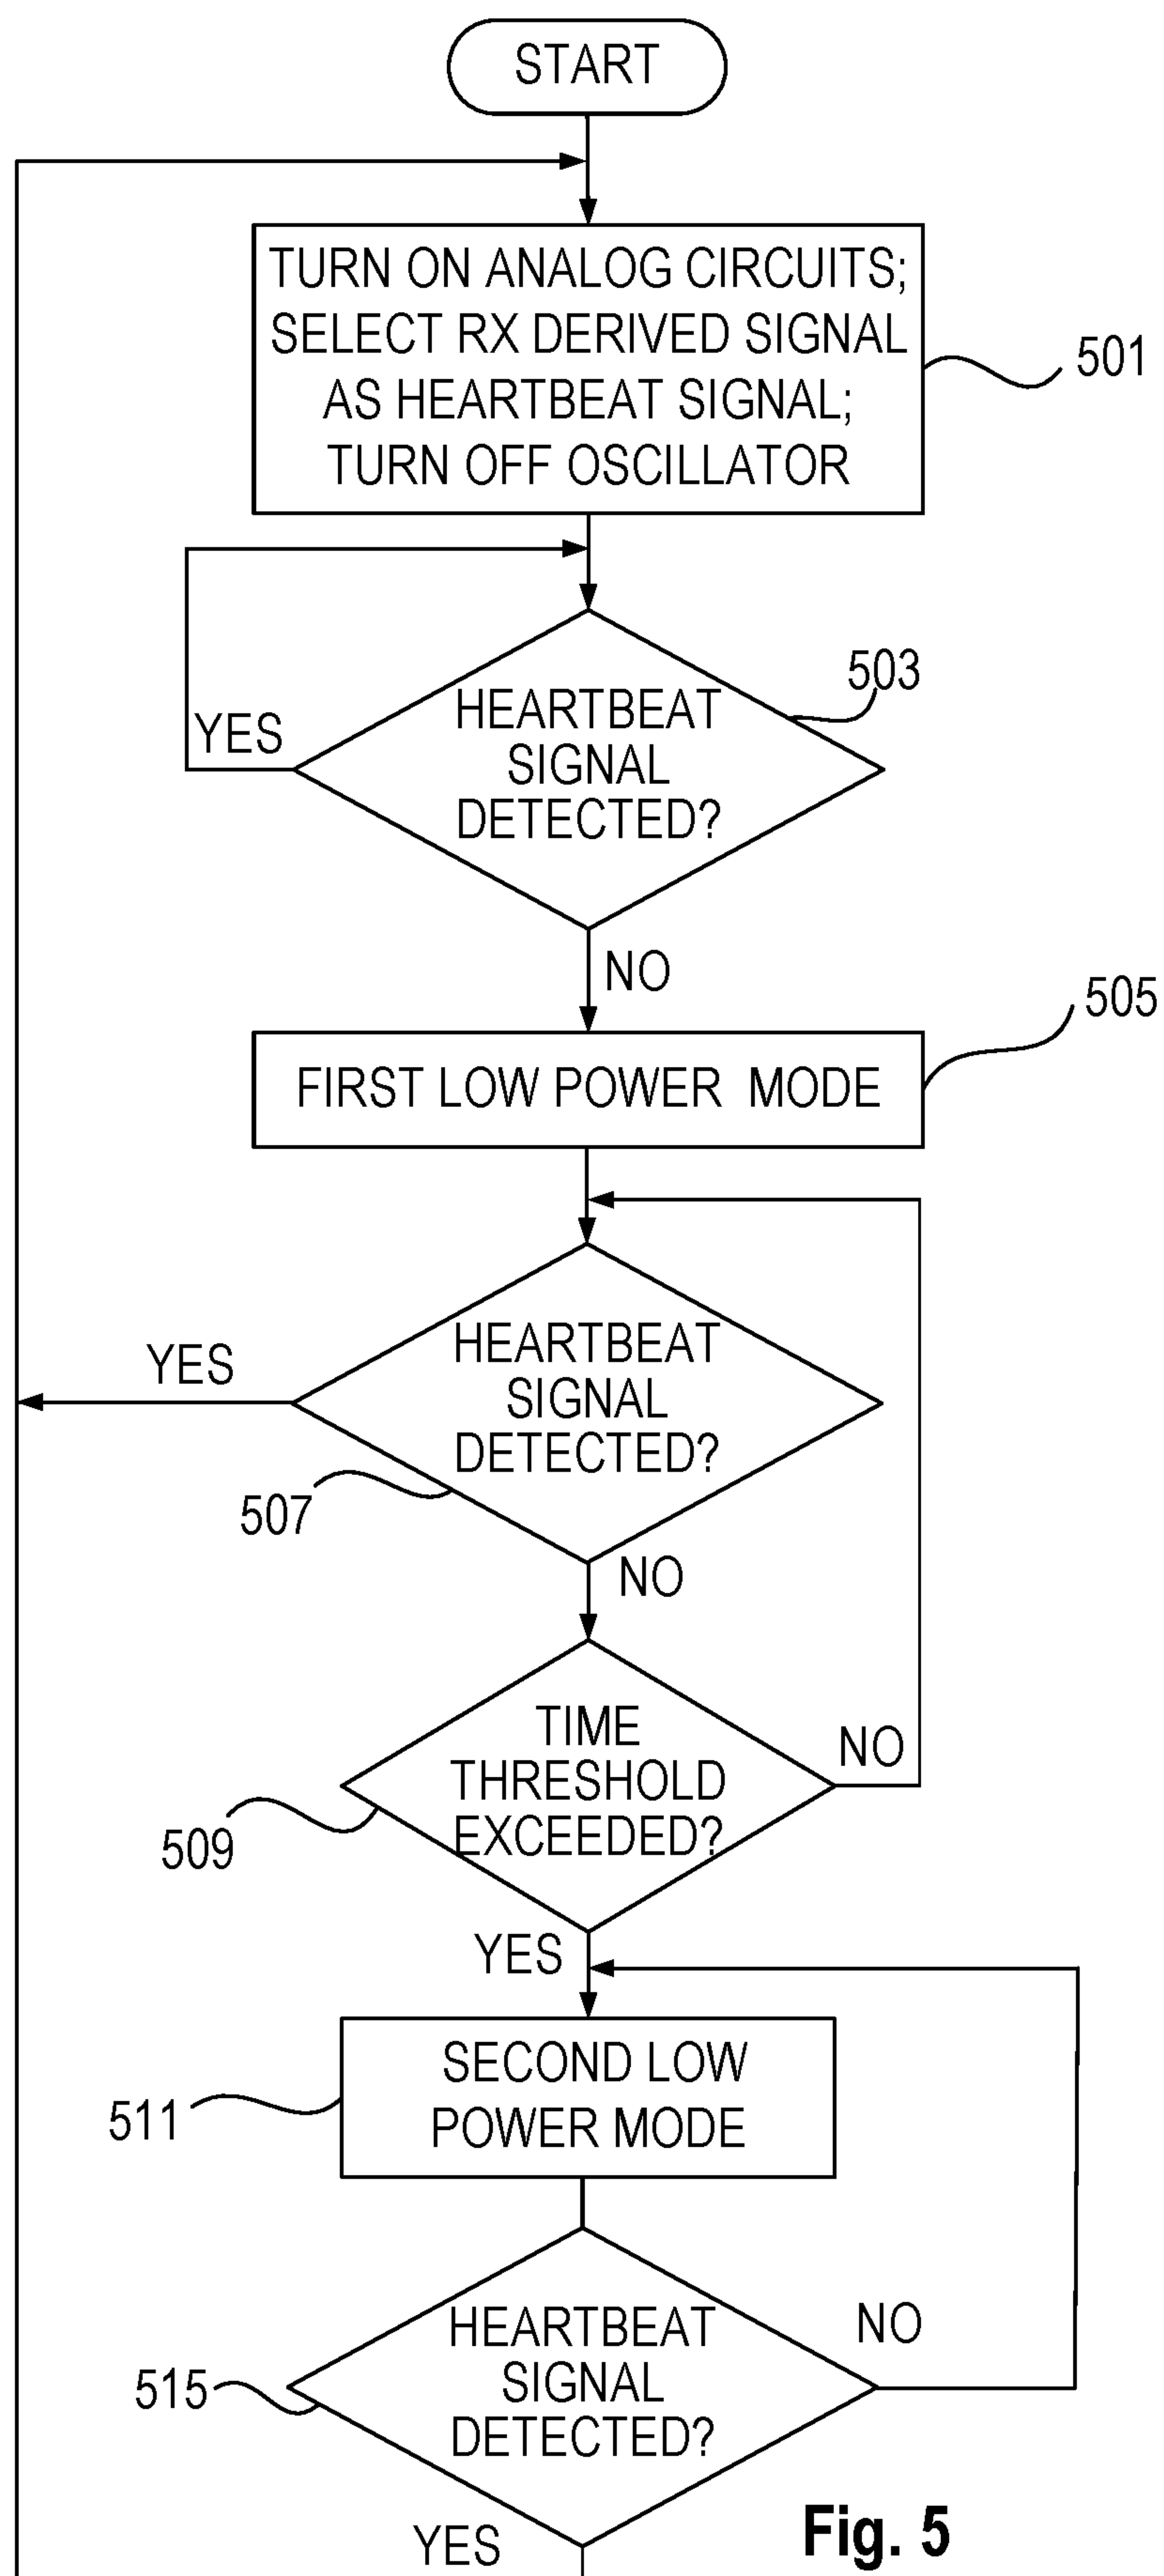 START
TURN ON ANALOG CIRCUITS;
SELECT RX DERIVED SIGNAL
AS HEARTBEAT SIGNAL;
TURN OFF OSCILLATOR
501
503
HEARTBEAT
SIGNAL
DETECTED?
YES
NO
505
FIRST LOW POWER MODE
HEARTBEAT
SIGNAL
DETECTED?
YES
507
NO
TIME
THRESHOLD
EXCEEDED?
NO
509
YES
SECOND LOW
POWER MODE
511
HEARTBEAT
SIGNAL
DETECTED?
NO
515
YES
Fig. 5